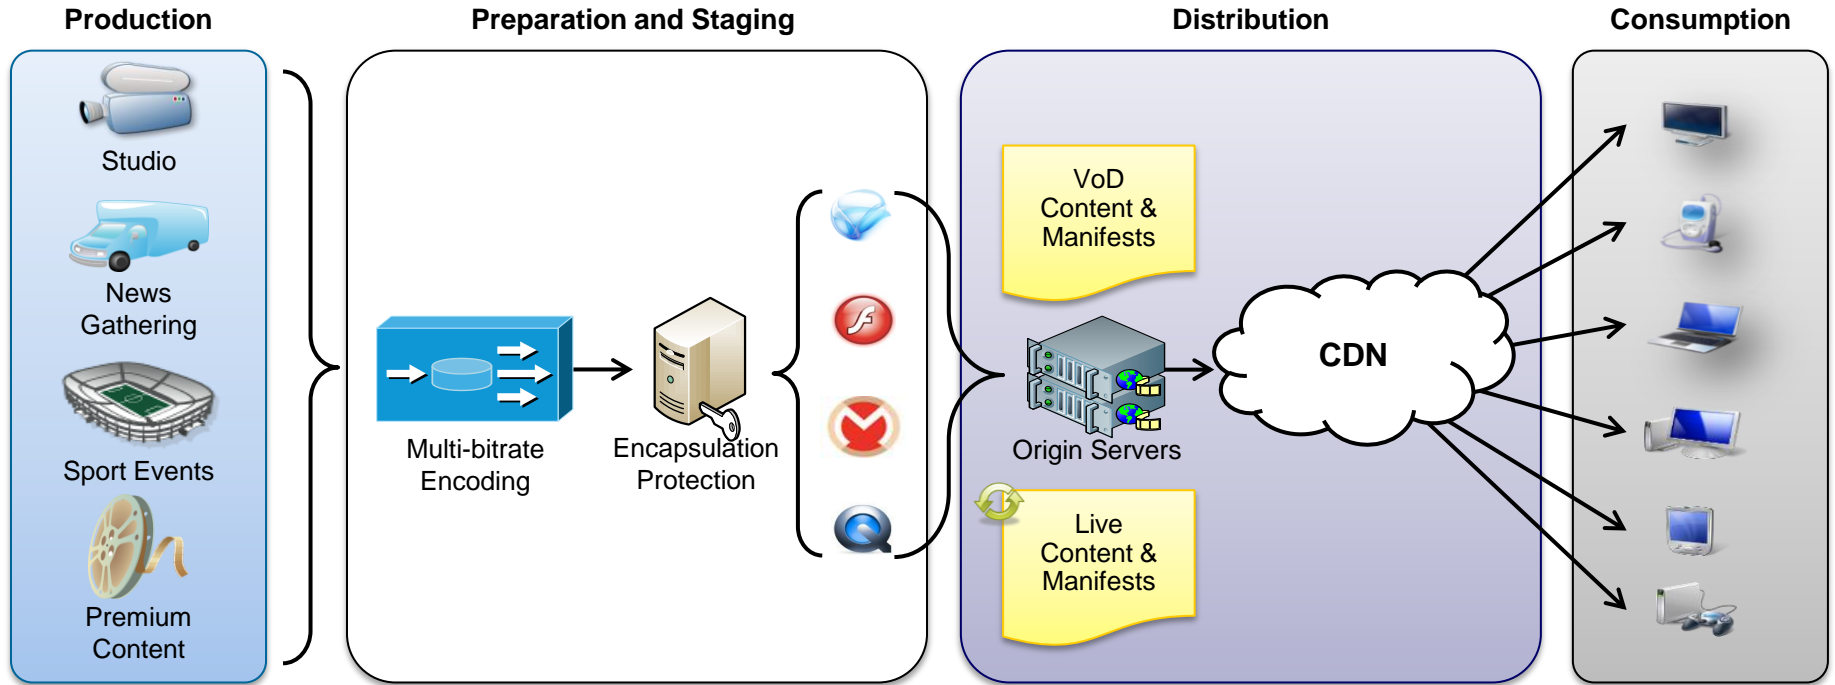 Production
Preparation and Staging
Distribution
Consumption
Studio
News
Gathering
Sport Events
Premium
Content
Multi-bitrate
Encoding
Encapsulation
Protection
VoD
Content &
Manifests
Origin Servers
Live
Content &
Manifests
CDN